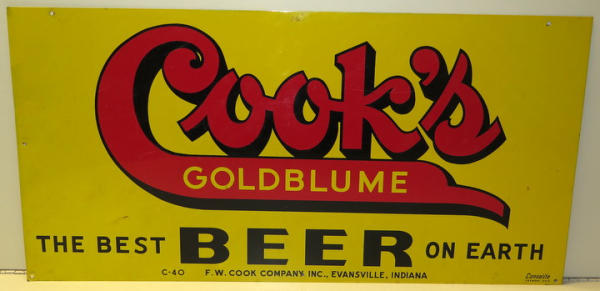 Cook's
GOLDBLUME
THE BEST BEER ON EARTH
C-40 F.W. COOK COMPANY INC., EVANSVILLE, INDIANA